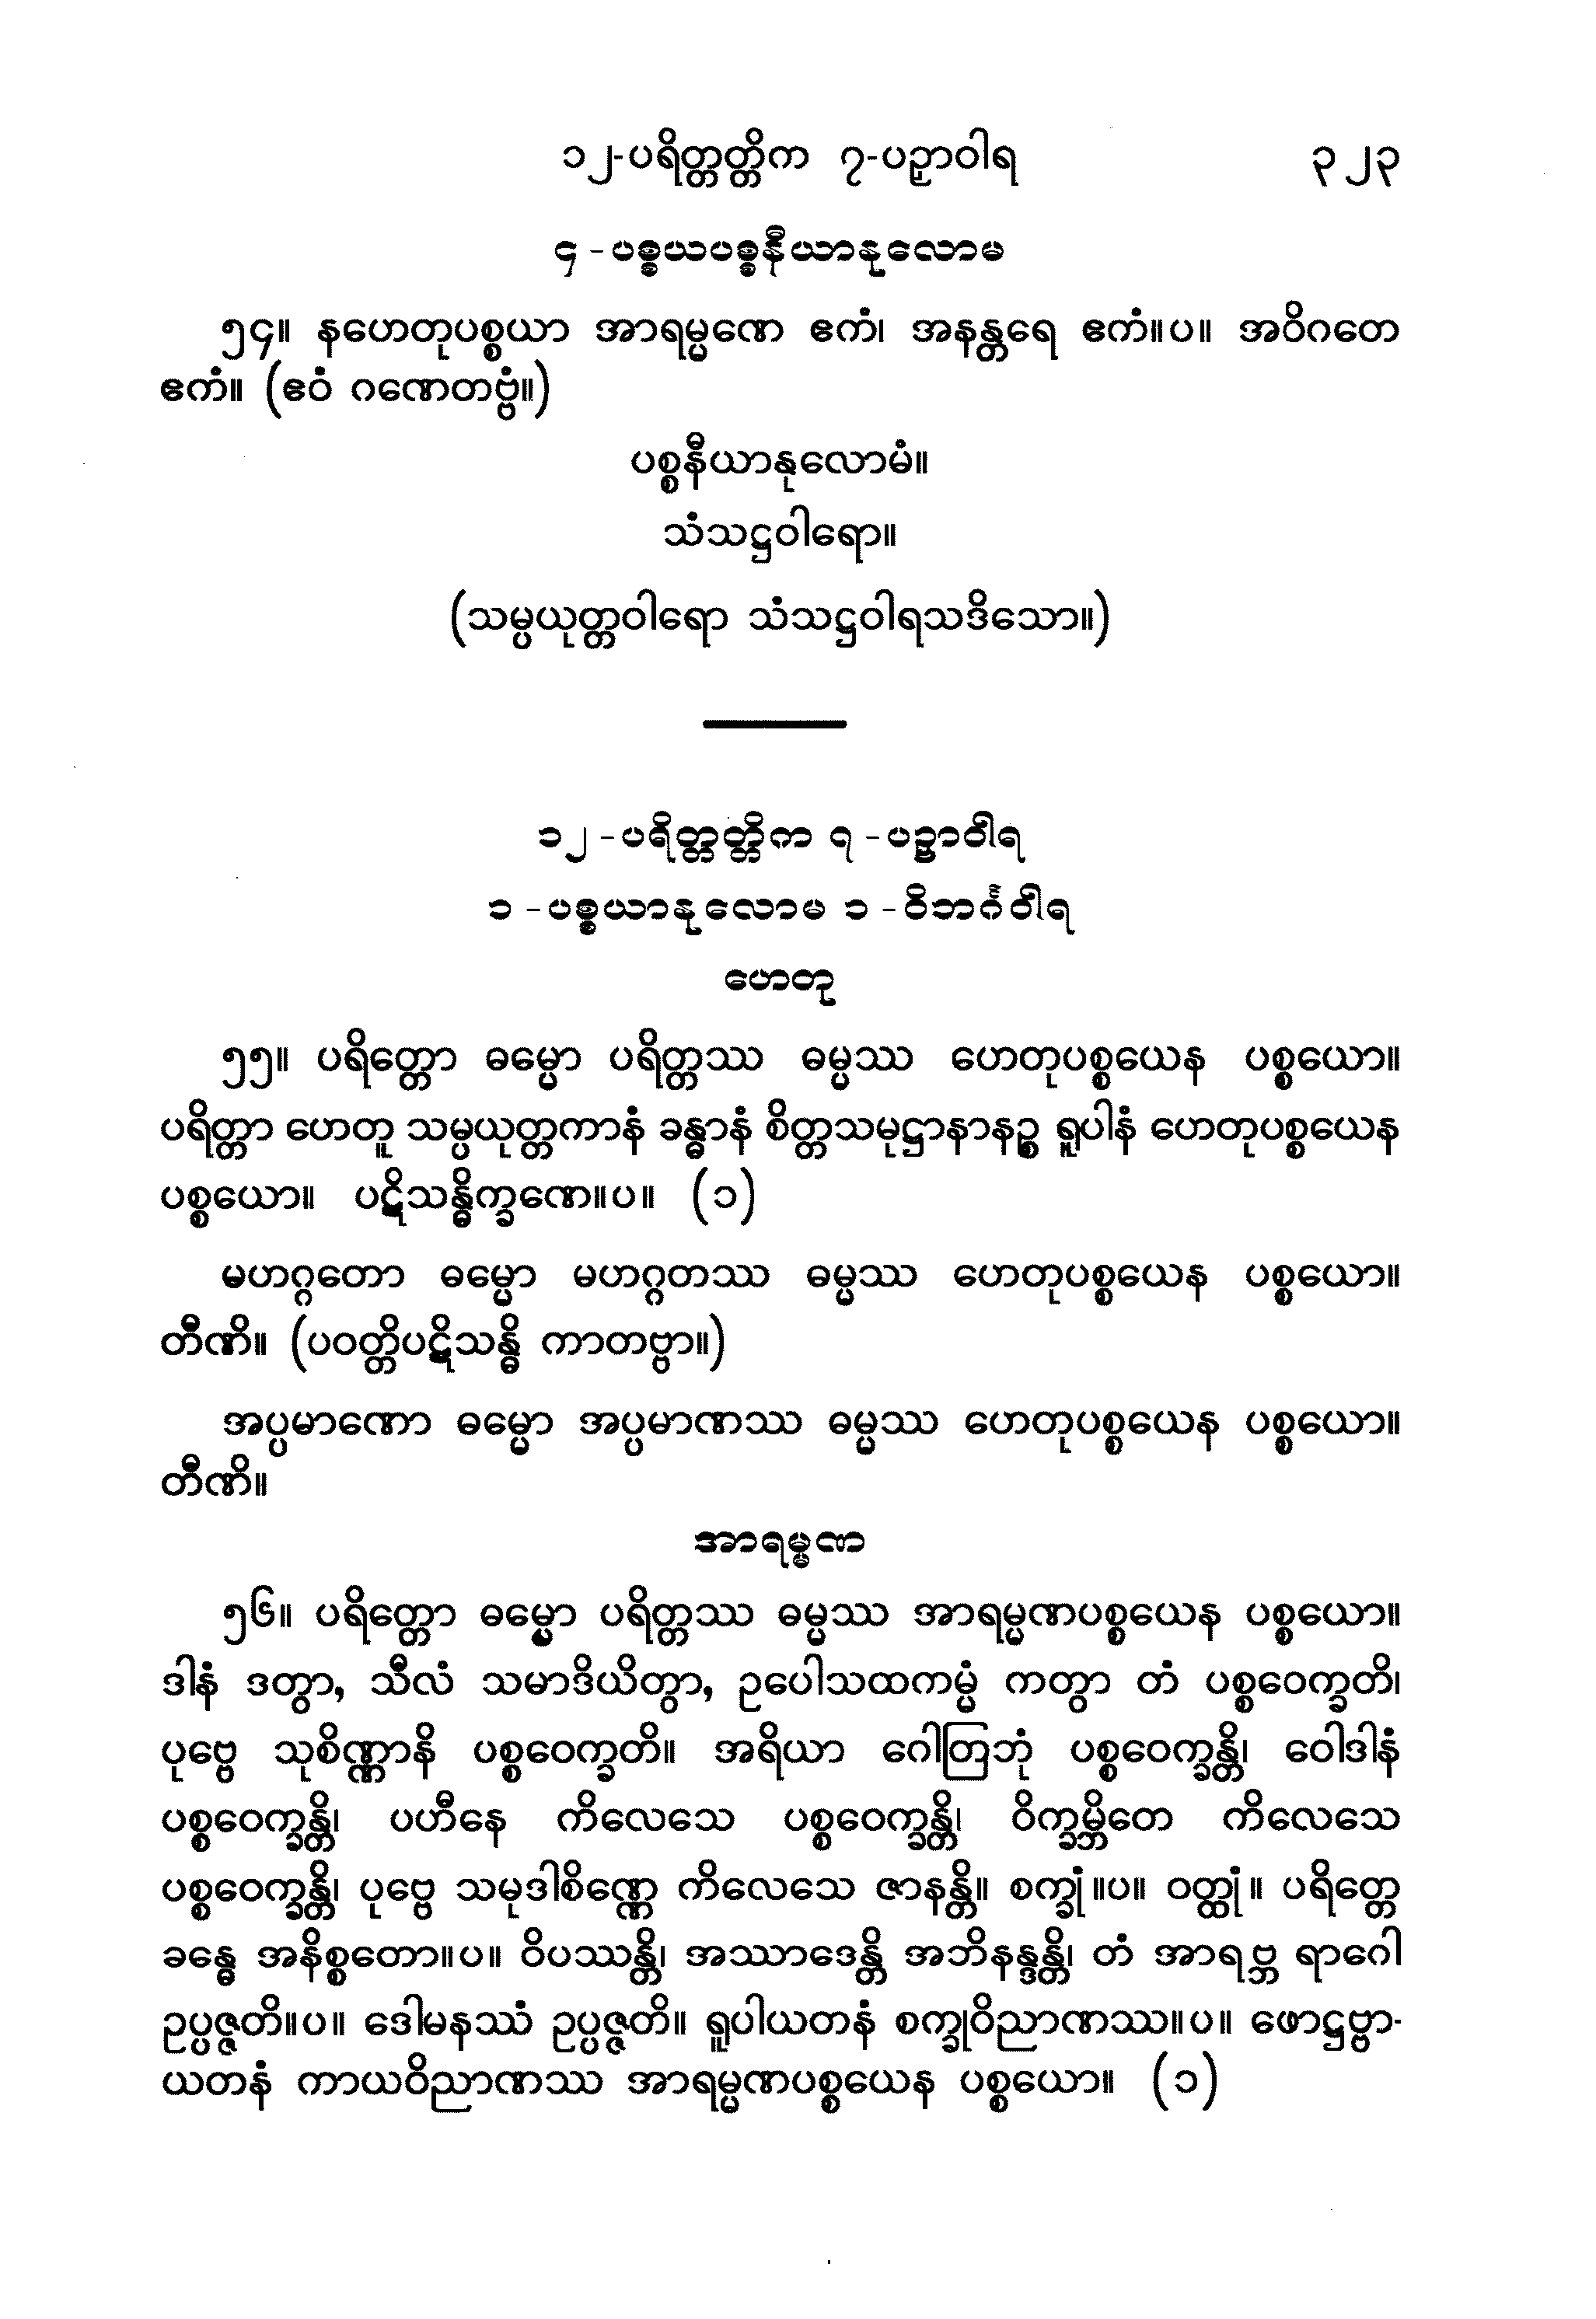 ၁၂-ပရိတ္တတ္တိက ၇-ပဉှာဝါရ ၃၂၃
၄-ပစ္စယပစ္စနီယာနုလောမ
၅၄။ နဟေတုပစ္စယာ အာရမ္မဏေ ဧကံ၊ အနန္တရေ ဧကံ။ပ။ အဝိဂတေ
ဧကံ။ (ဧဝံ ဂဏေတဗ္ဗံ။)
ပစ္စနီယာနုလောမံ။
သံသဋ္ဌဝါရော။
(သမ္ပယုတ္တဝါရော သံသဋ္ဌဝါရသဒိသော။)
၁၂-ပရိတ္တတ္တိက ၇-ပဉ္ဟာဝါရ
၁-ပစ္စယာနုလောမ ၁-ဝိဘင်္ဂဝါရ
ဟေတု
၅၅။ ပရိတ္တော ဓမ္မော ပရိတ္တဿ ဓမ္မဿ ဟေတုပစ္စယေန ပစ္စယော။
ပရိတ္တာ ဟေတူ သမ္ပယုတ္တကာနံ ခန္ဓာနံ စိတ္တသမုဋ္ဌာနာနဉ္စ ရူပါနံ ဟေတုပစ္စယေန
ပစ္စယော။ ပဋိသန္ဓိက္ခဏေ။ပ။ (၁)
မဟဂ္ဂတော ဓမ္မော မဟဂ္ဂတဿ ဓမ္မဿ ဟေတုပစ္စယေန ပစ္စယော။
တီဏိ။ (ပဝတ္တိပဋိသန္ဓိ ကာတဗ္ဗာ။)
အပ္ပမာဏော ဓမ္မော အပ္ပမာဏဿ ဓမ္မဿ ဟေတုပစ္စယေန ပစ္စယော။
တီဏိ။
အာရမ္မဏ
၅၆။ ပရိတ္တော ဓမ္မော ပရိတ္တဿ ဓမ္မဿ အာရမ္မဏပစ္စယေန ပစ္စယော။
ဒါနံ ဒတွာ, သီလံ သမာဒိယိတွာ, ဥပေါသထကမ္မံ ကတွာ တံ ပစ္စဝေက္ခတိ၊
ပုဗ္ဗေ သုစိဏ္ဏာနိ ပစ္စဝေက္ခတိ။ အရိယာ ဂေါတြဘုံ ပစ္စဝေက္ခန္တိ၊ ဝေါဒါနံ
ပစ္စဝေက္ခန္တိ၊ ပဟီနေ ကိလေသေ ပစ္စဝေက္ခန္တိ၊ ဝိက္ခမ္ဘိတေ ကိလေသေ
ပစ္စဝေက္ခန္တိ၊ ပုဗ္ဗေ သမုဒါစိဏ္ဏေ ကိလေသေ ဇာနန္တိ။ စက္ခုံ။ပ။ ဝတ္ထုံ။ ပရိတ္တေ
ခန္ဓေ အနိစ္စတော။ပ။ ဝိပဿန္တိ၊ အဿာဒေန္တိ အဘိနန္ဒန္တိ၊ တံ အာရဗ္ဘ ရာဂေါ
ဥပ္ပဇ္ဇတိ။ပ။ ဒေါမနဿံ ဥပ္ပဇ္ဇတိ။ ရူပါယတနံ စက္ခုဝိညာဏဿ။ပ။ ဖောဋ္ဌဗ္ဗာ-
ယတနံ ကာယဝိညာဏဿ အာရမ္မဏပစ္စယေန ပစ္စယော။ (၁)